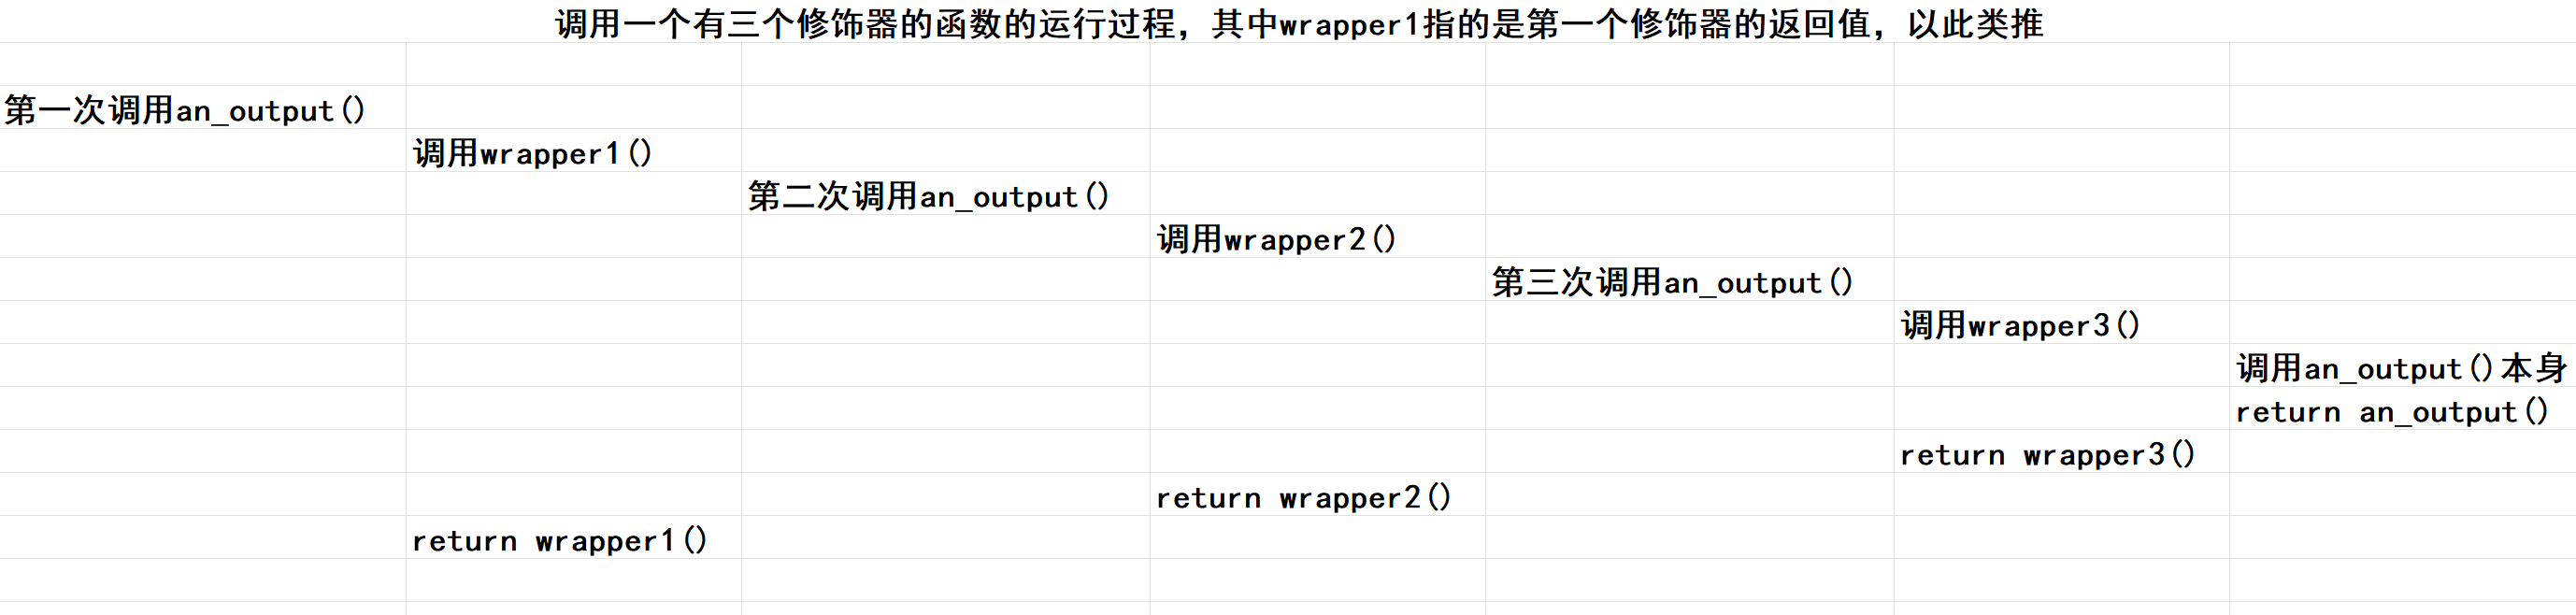 调用一个有三个修饰器的函数的运行过程，其中wrapper1指的是第一个修饰器的返回值，以此类推
第一次调用an_output()
调用wrapper1()
第二次调用an_output()
调用wrapper2()
第三次调用an_output()
调用wrapper3()
调用an_output()本身
return an_output()
return wrapper3()
return wrapper2()
return wrapper1()